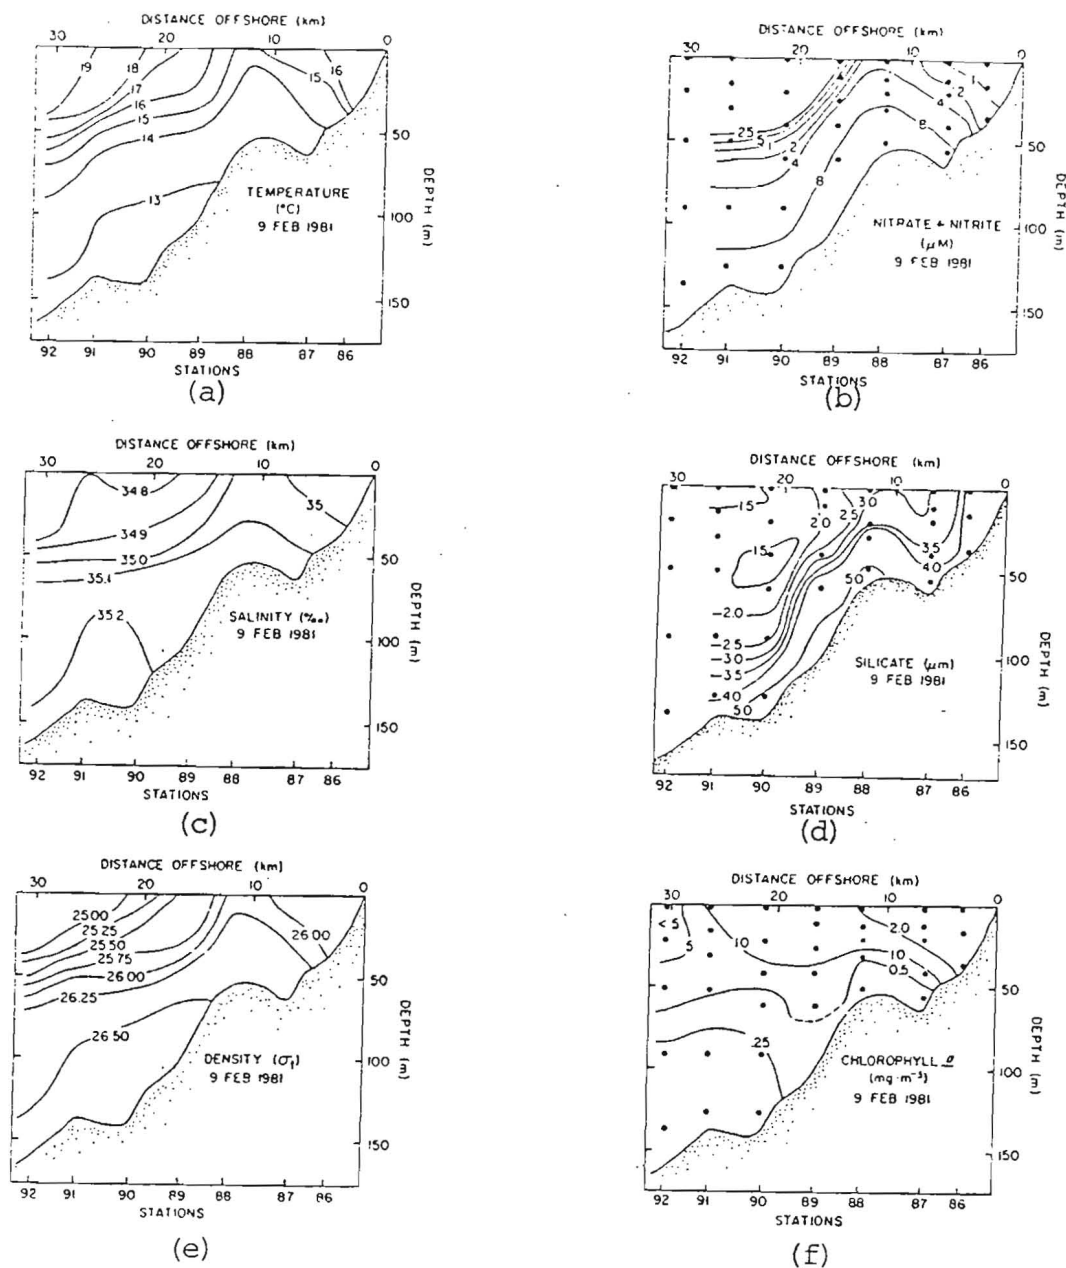 DISTANCE OFFSHORE (km)
30 20 10 0
19 18 16
17 15
16
15
14
13
50
100
150
DEPTH (m)
TEMPERATURE
(°C)
9 FEB 1981
92 91 90 89 88 87 86
STATIONS
(a)
DISTANCE OFFSHORE (km)
30 20 10 0
1
2
4
8
.25
.5
1 2
4
8
50
100
150
DEPTH (m)
NITRATE + NITRITE
(μM)
9 FEB 1981
92 91 90 89 88 87 86
STATIONS
(b)
DISTANCE OFFSHORE (km)
30 20 10 0
34.8
34.9
35.0
35.1
35.2
35
50
100
150
DEPTH (m)
SALINITY (‰)
9 FEB 1981
92 91 90 89 88 87 86
STATIONS
(c)
DISTANCE OFFSHORE (km)
30 20 10 0
1.5 2.0 2.5 3.0
1.5
3.5
4.0
5.0
2.0
2.5
3.0
3.5
4.0
5.0
50
100
150
DEPTH (m)
SILICATE (μm)
9 FEB 1981
92 91 90 89 88 87 86
STATIONS
(d)
DISTANCE OFFSHORE (km)
30 20 10 0
25.00
25.25
25.50
25.75
26.00
26.25
26.50
26.00
50
100
150
DEPTH (m)
DENSITY (σT)
9 FEB 1981
92 91 90 89 88 87 86
STATIONS
(e)
DISTANCE OFFSHORE (km)
30 20 10 0
<.5
.5
1.0
2.0
1.0
0.5
.25
50
100
150
DEPTH (m)
CHLOROPHYLL a
(mg·m⁻³)
9 FEB 1981
92 91 90 89 88 87 86
STATIONS
(f)